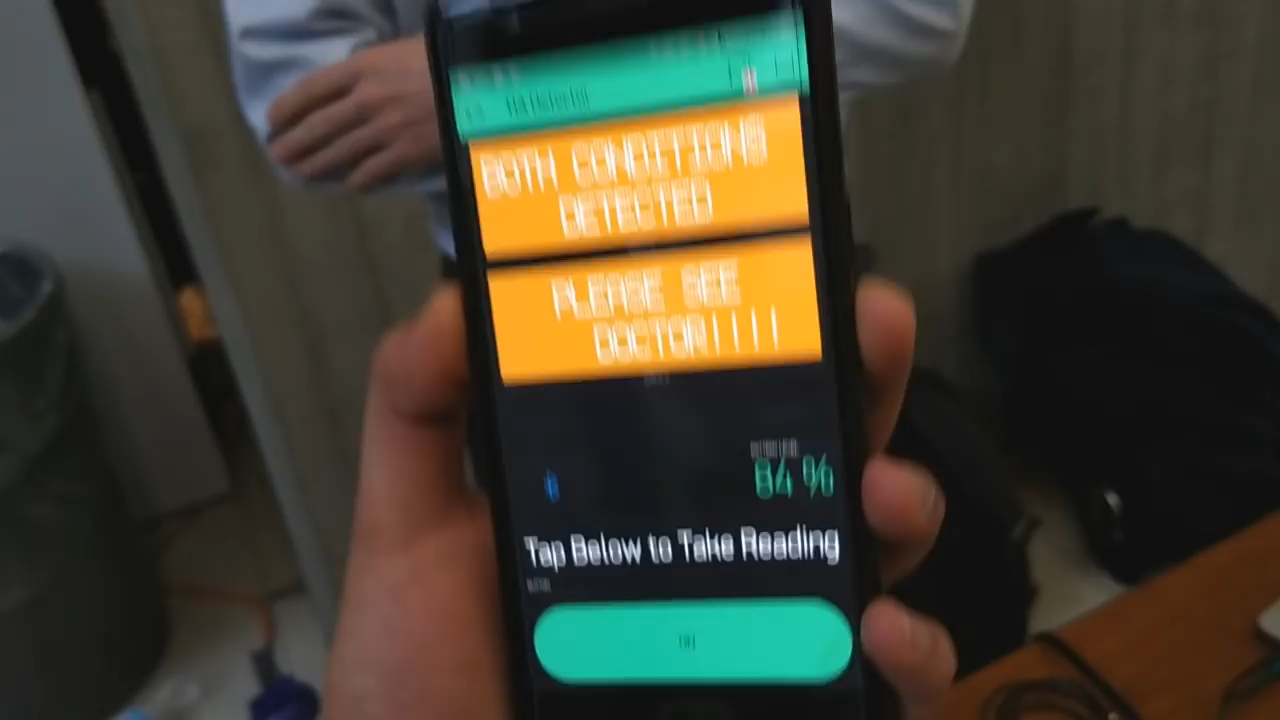 BOTH CONDITIONS
DETECTED
PLEASE SEE
DOCTOR!!!!
84 %
Tap Below to Take Reading